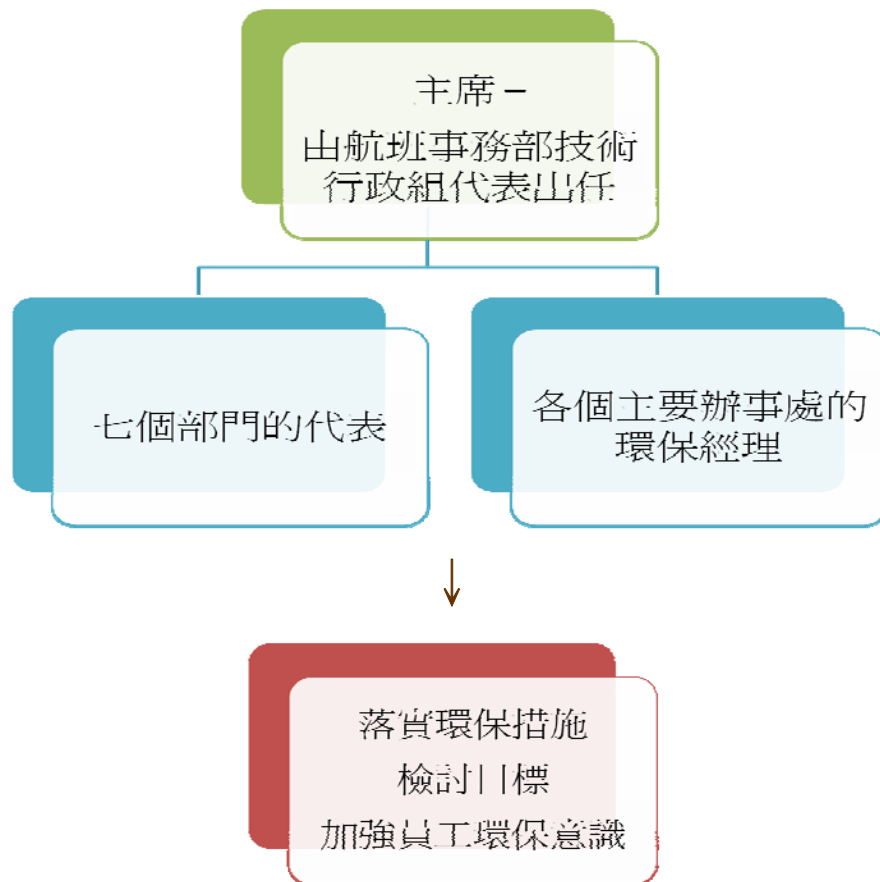 主席 –
由航班事務部技術
行政組代表出任
七個部門的代表
各個主要辦事處的
環保經理
落實環保措施
檢討目標
加強員工環保意識